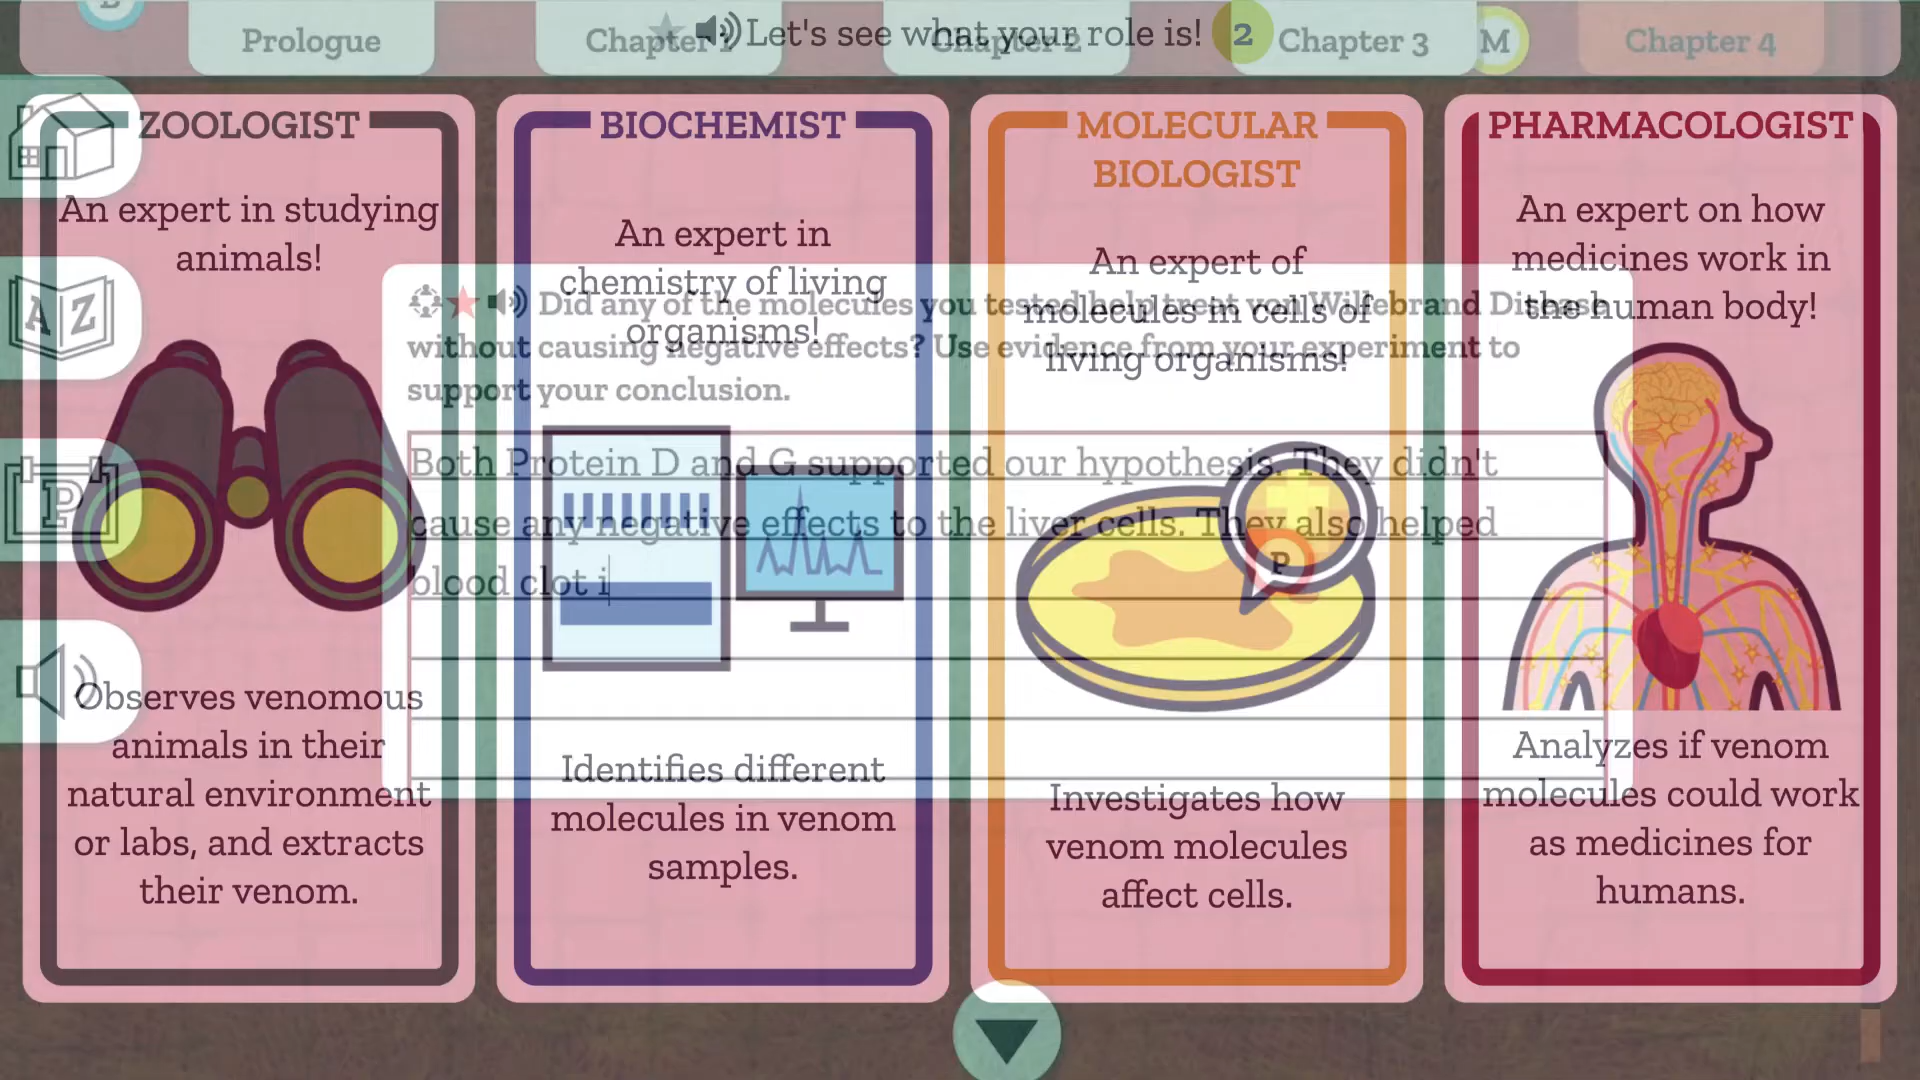 Prologue
Chapter 1
Chapter 2
Let's see what your role is!
2
Chapter 3
M
Chapter 4
ZOOLOGIST
An expert in studying
animals!
Observes venomous
animals in their
natural environment
or labs, and extracts
their venom.
BIOCHEMIST
An expert in
chemistry of living
organisms!
Identifies different
molecules in venom
samples.
MOLECULAR
BIOLOGIST
An expert of
molecules in cells of
living organisms!
Investigates how
venom molecules
affect cells.
PHARMACOLOGIST
An expert on how
medicines work in
the human body!
Analyzes if venom
molecules could work
as medicines for
humans.
A Z
P
Did any of the molecules you tested help treat von Willebrand Disease
without causing negative effects? Use evidence from your experiment to
support your conclusion.
Both Protein D and G supported our hypothesis. They didn't
cause any negative effects to the liver cells. They also helped
blood clot i
P